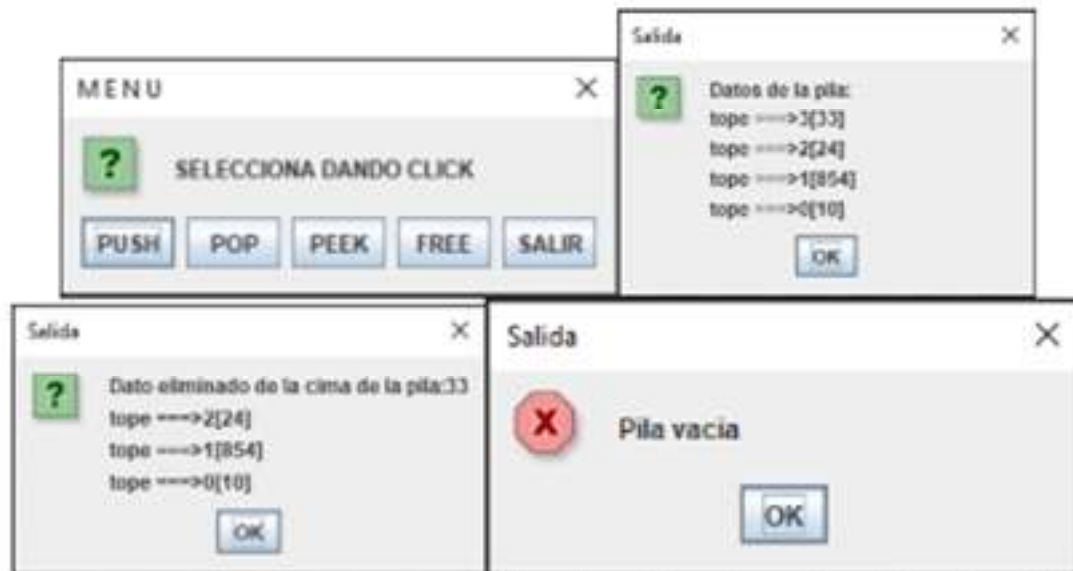 MENU
SELECCIONA DANDO CLICK
PUSH POP PEEK FREE SALIR
Salida
Datos de la pila:
tope ===>3[33]
tope ===>2[24]
tope ===>1[854]
tope ===>0[10]
OK
Salida
Dato eliminado de la cima de la pila:33
tope ===>2[24]
tope ===>1[854]
tope ===>0[10]
OK
Salida
Pila vacia
OK